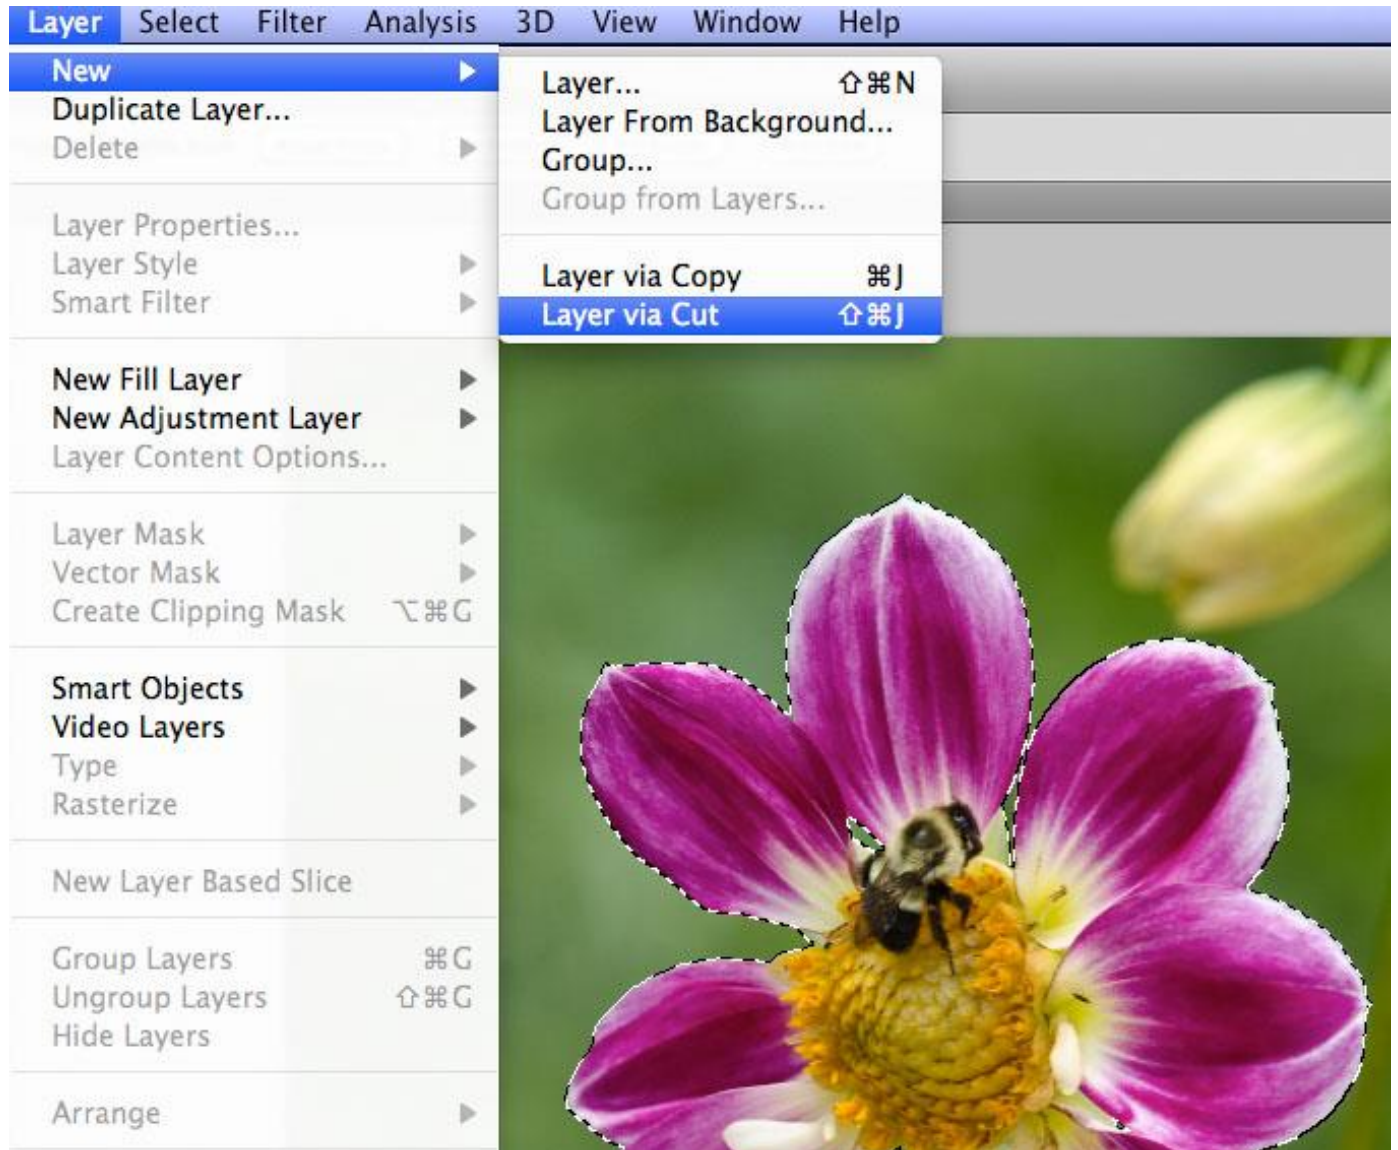 Layer Select Filter Analysis 3D View Window Help
New ▶
Duplicate Layer...
Delete ▶
Layer Properties...
Layer Style ▶
Smart Filter ▶
New Fill Layer ▶
New Adjustment Layer ▶
Layer Content Options...
Layer Mask ▶
Vector Mask ▶
Create Clipping Mask ⌥⌘G
Smart Objects ▶
Video Layers ▶
Type ▶
Rasterize ▶
New Layer Based Slice
Group Layers ⌘G
Ungroup Layers ⇧⌘G
Hide Layers
Arrange ▶
Layer... ⇧⌘N
Layer From Background...
Group...
Group from Layers...
Layer via Copy ⌘J
Layer via Cut ⇧⌘J